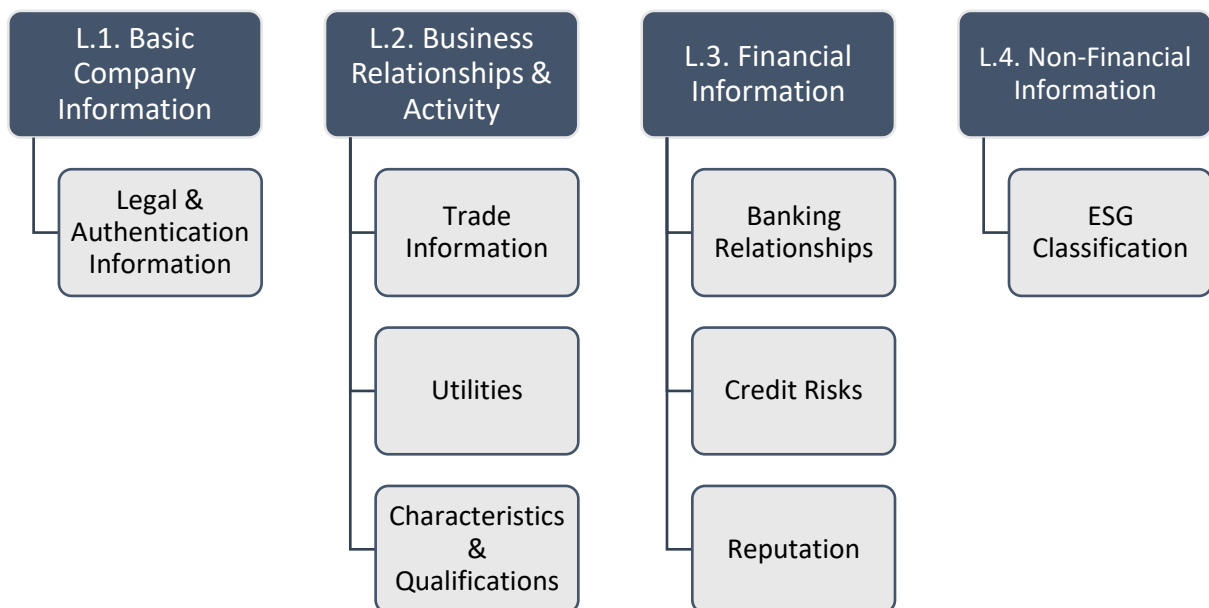 L.1. Basic
Company
Information
Legal &
Authentication
Information
L.2. Business
Relationships &
Activity
Trade
Information
Utilities
Characteristics
&
Qualifications
L.3. Financial
Information
Banking
Relationships
Credit Risks
Reputation
L.4. Non-Financial
Information
ESG
Classification